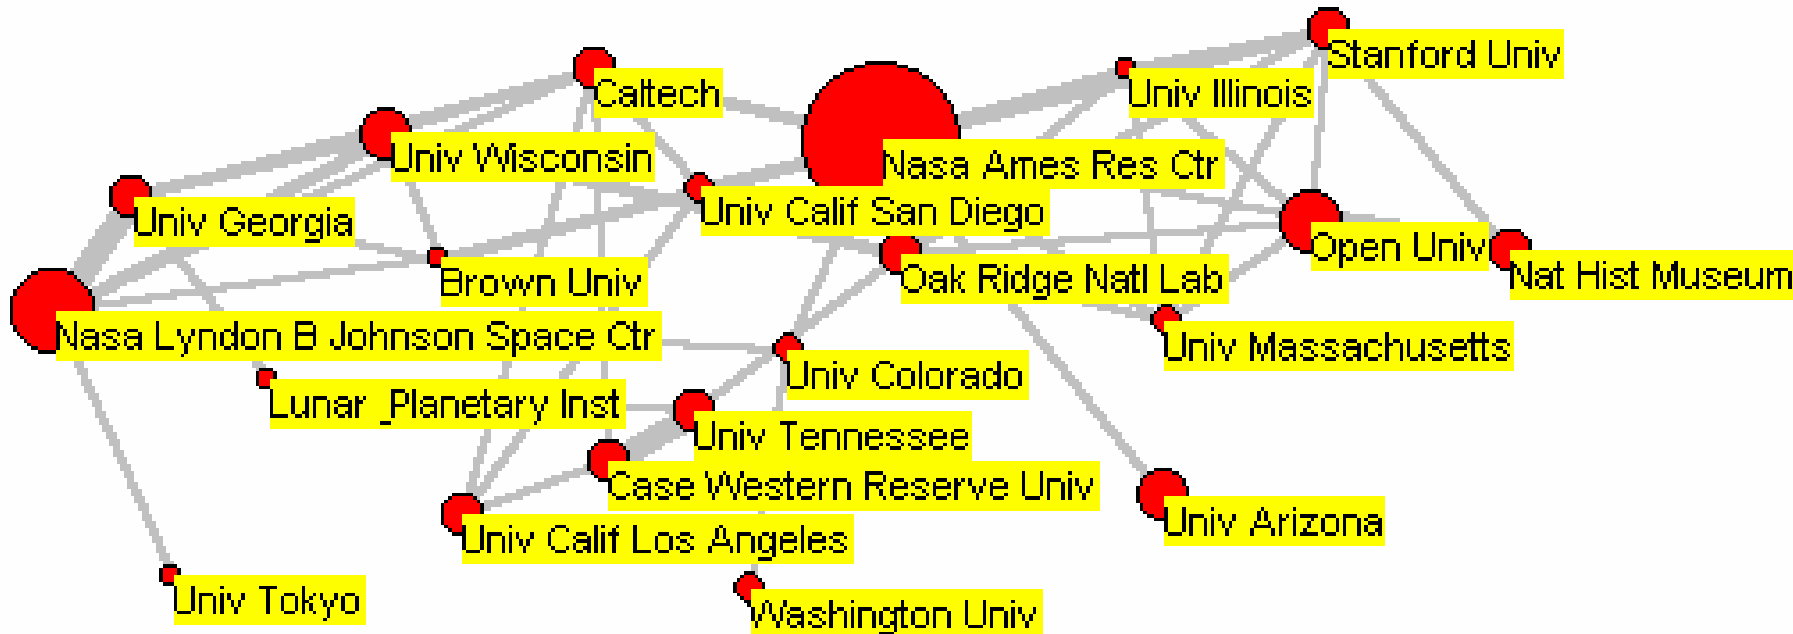 Stanford Univ
Caltech
Univ Illinois
Univ Wisconsin
Nasa Ames Res Ctr
Univ Georgia
Univ Calif San Diego
Open Univ
Brown Univ
Oak Ridge Natl Lab
Nat Hist Museum
Nasa Lyndon B Johnson Space Ctr
Univ Massachusetts
Univ Colorado
Lunar _Planetary Inst
Univ Tennessee
Case Western Reserve Univ
Univ Arizona
Univ Calif Los Angeles
Univ Tokyo
Washington Univ